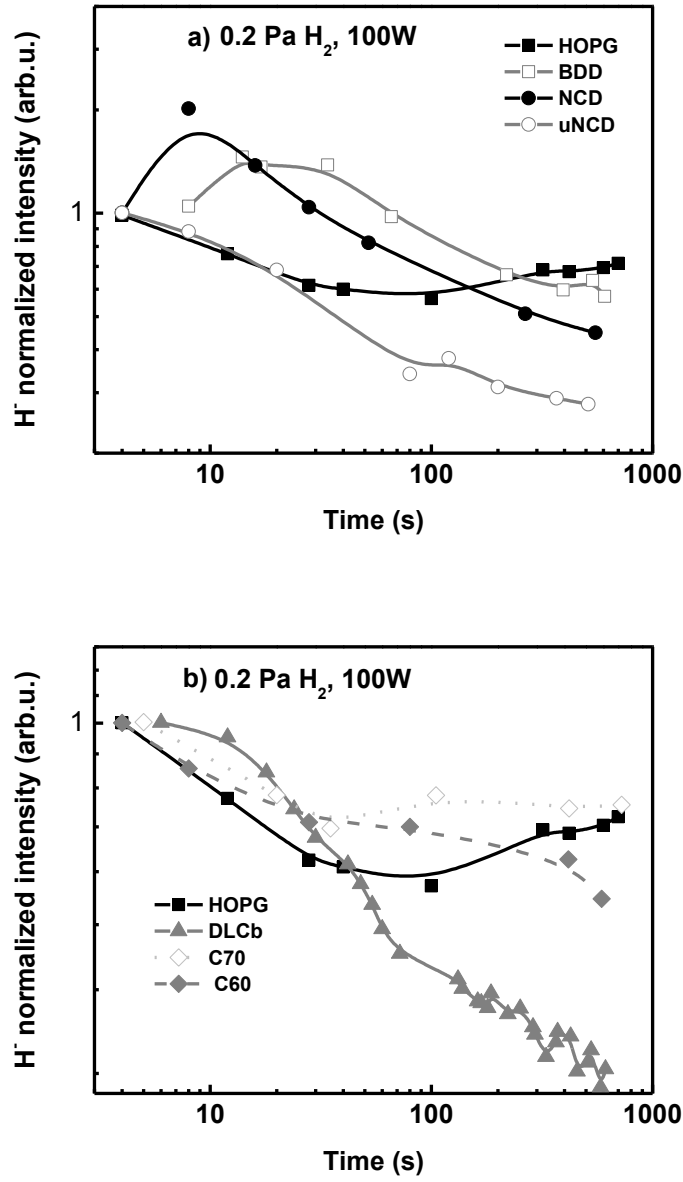 a) 0.2 Pa H2, 100W
HOPG
BDD
NCD
uNCD
H- normalized intensity (arb.u.)
1
10
100
1000
Time (s)
b) 0.2 Pa H2, 100W
H- normalized intensity (arb.u.)
1
HOPG
DLCb
C70
C60
10
100
1000
Time (s)